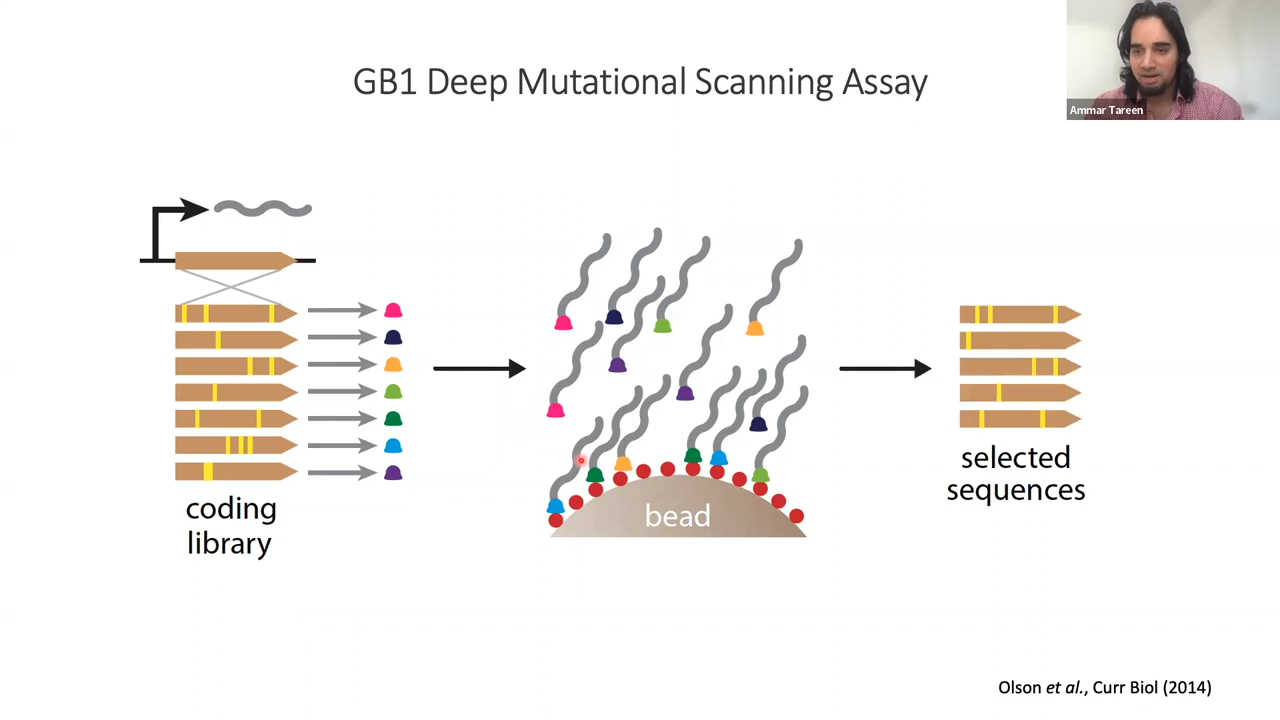 GB1 Deep Mutational Scanning Assay
Ammar Tareen
coding
library
bead
selected
sequences
Olson et al., Curr Biol (2014)